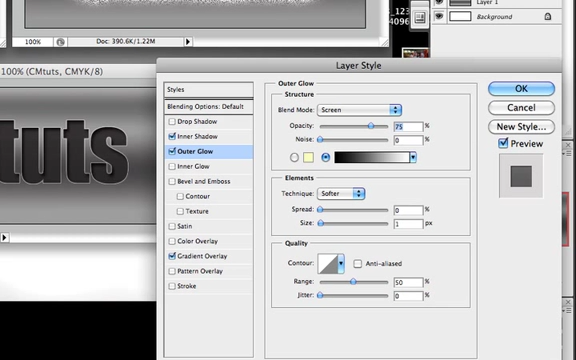 Layer 1
Background
100%
Doc: 390.6K/1.22M
100% (CMtuts, CMYK/8)
tuts
Layer Style
Styles
Blending Options: Default
Drop Shadow
Inner Shadow
Outer Glow
Inner Glow
Bevel and Emboss
Contour
Texture
Satin
Color Overlay
Gradient Overlay
Pattern Overlay
Stroke
Outer Glow
Structure
Blend Mode: Screen
Opacity: 75 %
Noise: 0 %
Elements
Technique: Softer
Spread: 0 %
Size: 1 px
Quality
Contour: Anti-aliased
Range: 50 %
Jitter: 0 %
OK
Cancel
New Style...
Preview